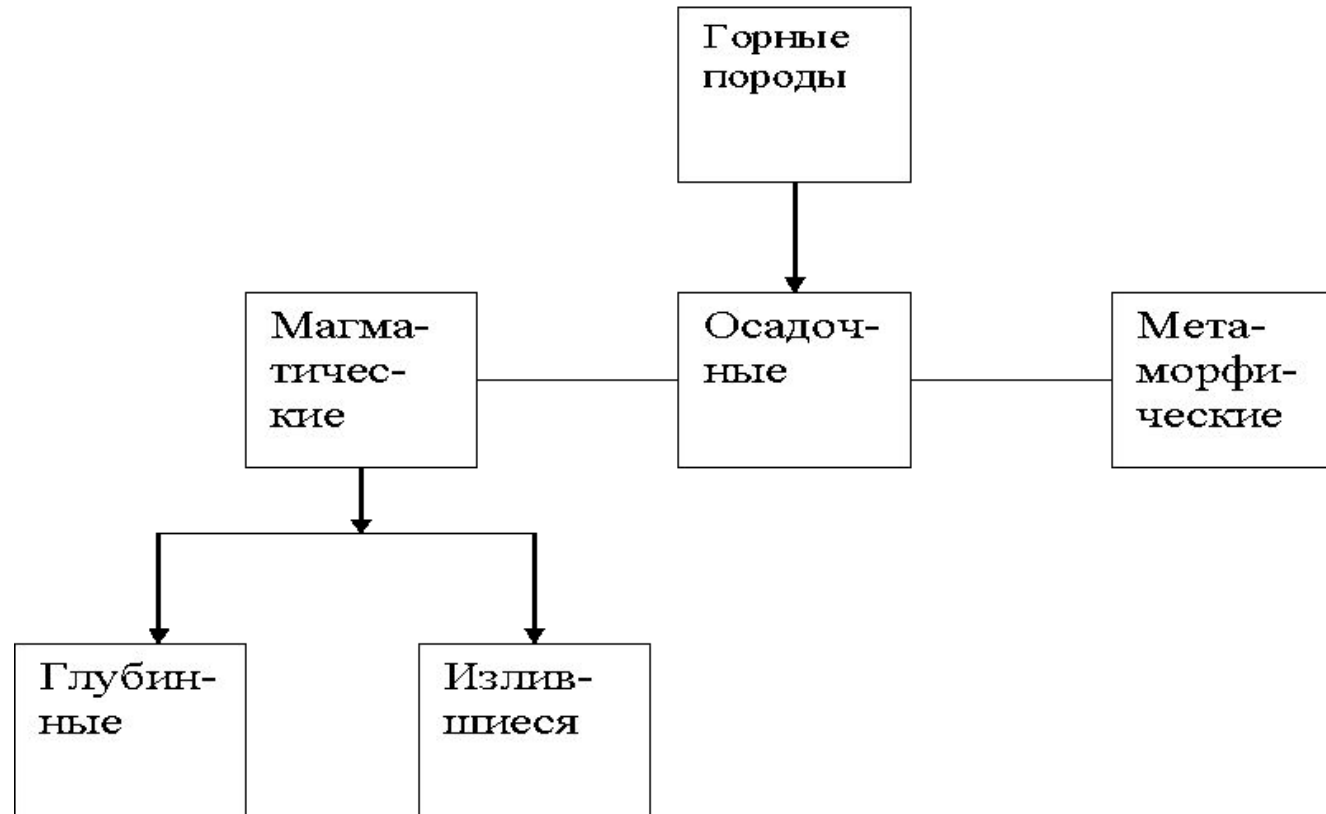 Горные
породы
Магма-
тичес-
кие
Осадоч-
ные
Мета-
морфи-
ческие
Глубин-
ные
Излив-
шиеся